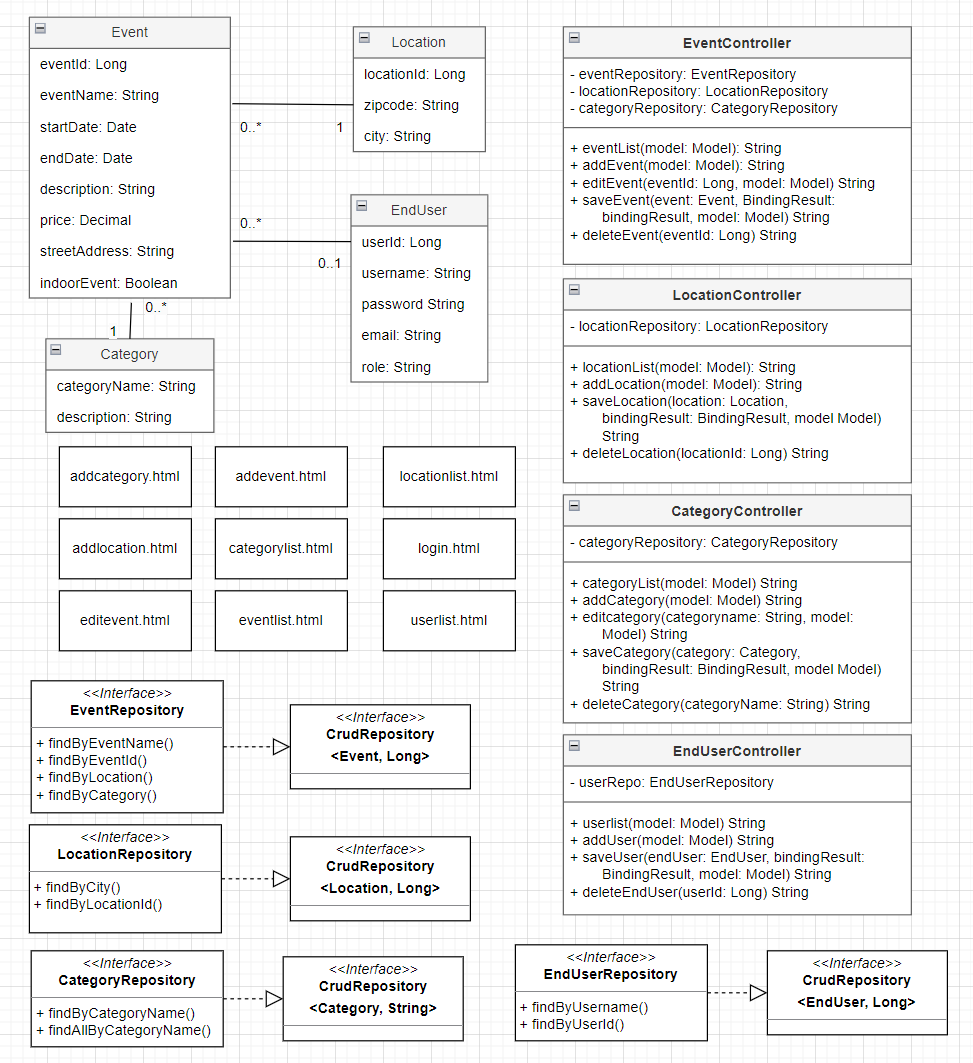 Event
eventId: Long
eventName: String
startDate: Date
endDate: Date
description: String
price: Decimal
streetAddress: String
indoorEvent: Boolean
0..*
1
0..*
0..1
0..*
1
Location
locationId: Long
zipcode: String
city: String
EndUser
userId: Long
username: String
password String
email: String
role: String
Category
categoryName: String
description: String
addcategory.html
addevent.html
locationlist.html
addlocation.html
categorylist.html
login.html
editevent.html
eventlist.html
userlist.html
EventController
- eventRepository: EventRepository
- locationRepository: LocationRepository
- categoryRepository: CategoryRepository
+ eventList(model: Model): String
+ addEvent(model: Model): String
+ editEvent(eventId: Long, model: Model) String
+ saveEvent(event: Event, BindingResult:
bindingResult, model: Model) String
+ deleteEvent(eventId: Long) String
LocationController
- locationRepository: LocationRepository
+ locationList(model: Model): String
+ addLocation(model: Model): String
+ saveLocation(location: Location,
bindingResult: BindingResult, model Model)
String
+ deleteLocation(locationId: Long) String
CategoryController
- categoryRepository: CategoryRepository
+ categoryList(model: Model) String
+ addCategory(model: Model) String
+ editcategory(categoryname: String, model:
Model) String
+ saveCategory(category: Category,
bindingResult: BindingResult, model Model)
String
+ deleteCategory(categoryName: String) String
EndUserController
- userRepo: EndUserRepository
+ userlist(model: Model) String
+ addUser(model: Model) String
+ saveUser(endUser: EndUser, bindingResult:
BindingResult, model: Model) String
+ deleteEndUser(userId: Long) String
<<Interface>>
EventRepository
+ findByEventName()
+ findByEventId()
+ findByLocation()
+ findByCategory()
<<Interface>>
CrudRepository
<Event, Long>
<<Interface>>
LocationRepository
+ findByCity()
+ findByLocationId()
<<Interface>>
CrudRepository
<Location, Long>
<<Interface>>
CategoryRepository
+ findByCategoryName()
+ findAllByCategoryName()
<<Interface>>
CrudRepository
<Category, String>
<<Interface>>
EndUserRepository
+ findByUsername()
+ findByUserId()
<<Interface>>
CrudRepository
<EndUser, Long>